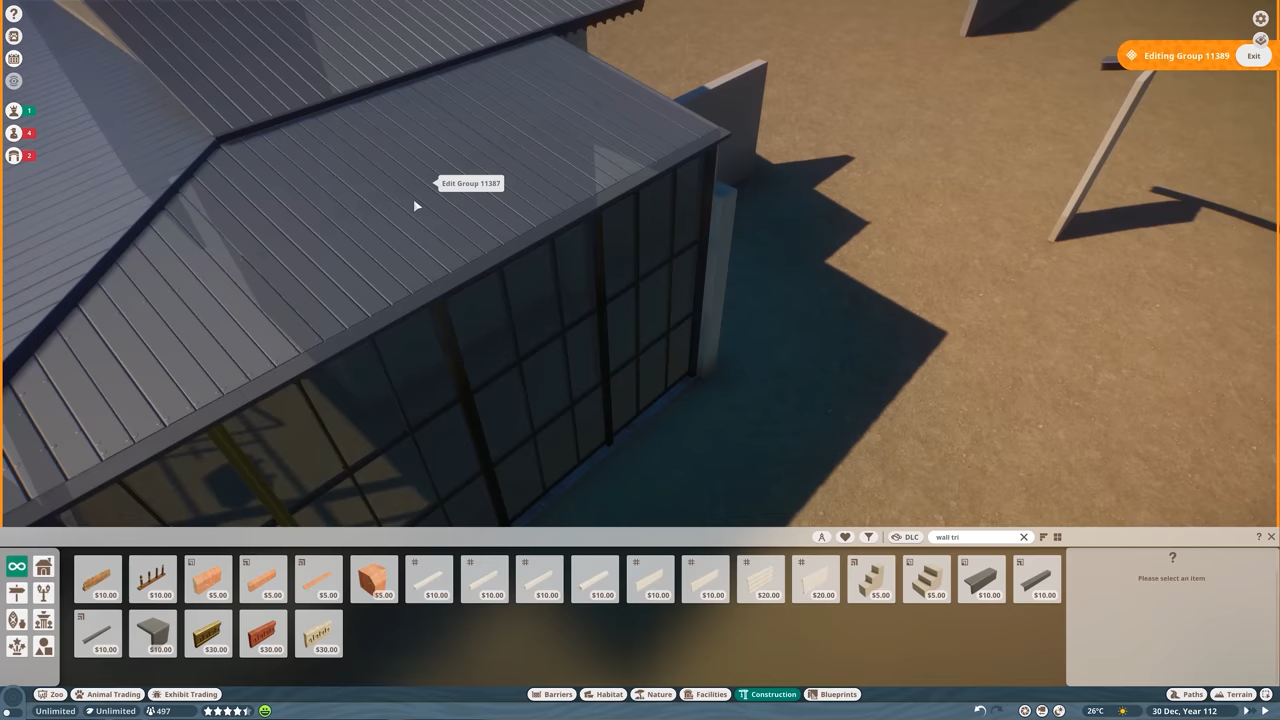 ?
Editing Group 11389
Exit
1
4
2
Edit Group 11387
DLC
wall tri
?
$10.00 $10.00 $5.00 $5.00 $5.00 $5.00 $10.00 $10.00 $10.00 $10.00 $10.00 $10.00 $20.00 $20.00 $5.00 $5.00 $10.00 $10.00
$10.00 $10.00 $30.00 $30.00 $30.00
?
Please select an item
Zoo Animal Trading Exhibit Trading Barriers Habitat Nature Facilities Construction Blueprints Paths Terrain
Unlimited Unlimited 497 26°C 30 Dec, Year 112